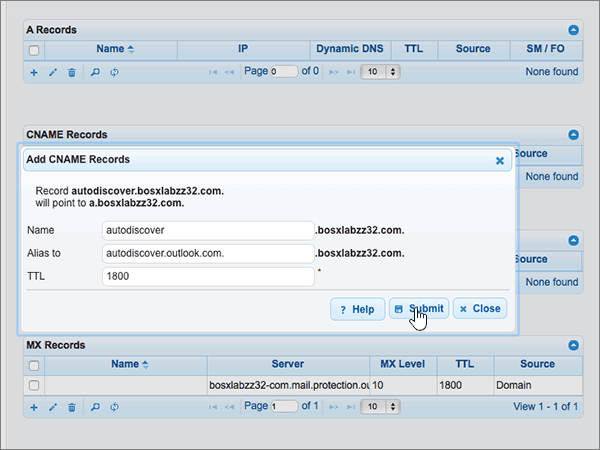 A Records
Name IP Dynamic DNS TTL Source SM / FO
Page 0 of 0 10 None found
CNAME Records
Source
None found
Add CNAME Records
Record autodiscover.bosxlabzz32.com.
will point to a.bosxlabzz32.com.
Name autodiscover .bosxlabzz32.com.
Alias to autodiscover.outlook.com. .bosxlabzz32.com.
TTL 1800 *
Source
None found
? Help Submit Close
MX Records
Name Server MX Level TTL Source
bosxlabzz32-com.mail.protection.ou 10 1800 Domain
Page 1 of 1 10 View 1 - 1 of 1